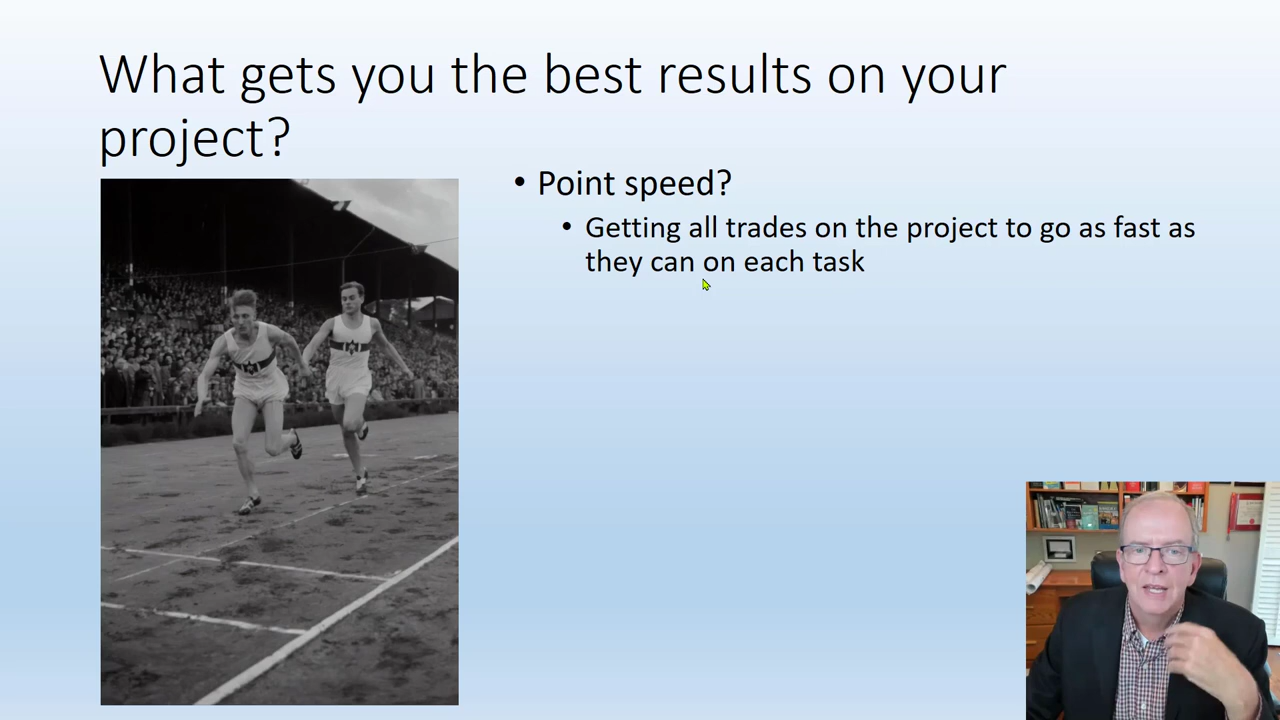 What gets you the best results on your
project?
• Point speed?
• Getting all trades on the project to go as fast as
they can on each task